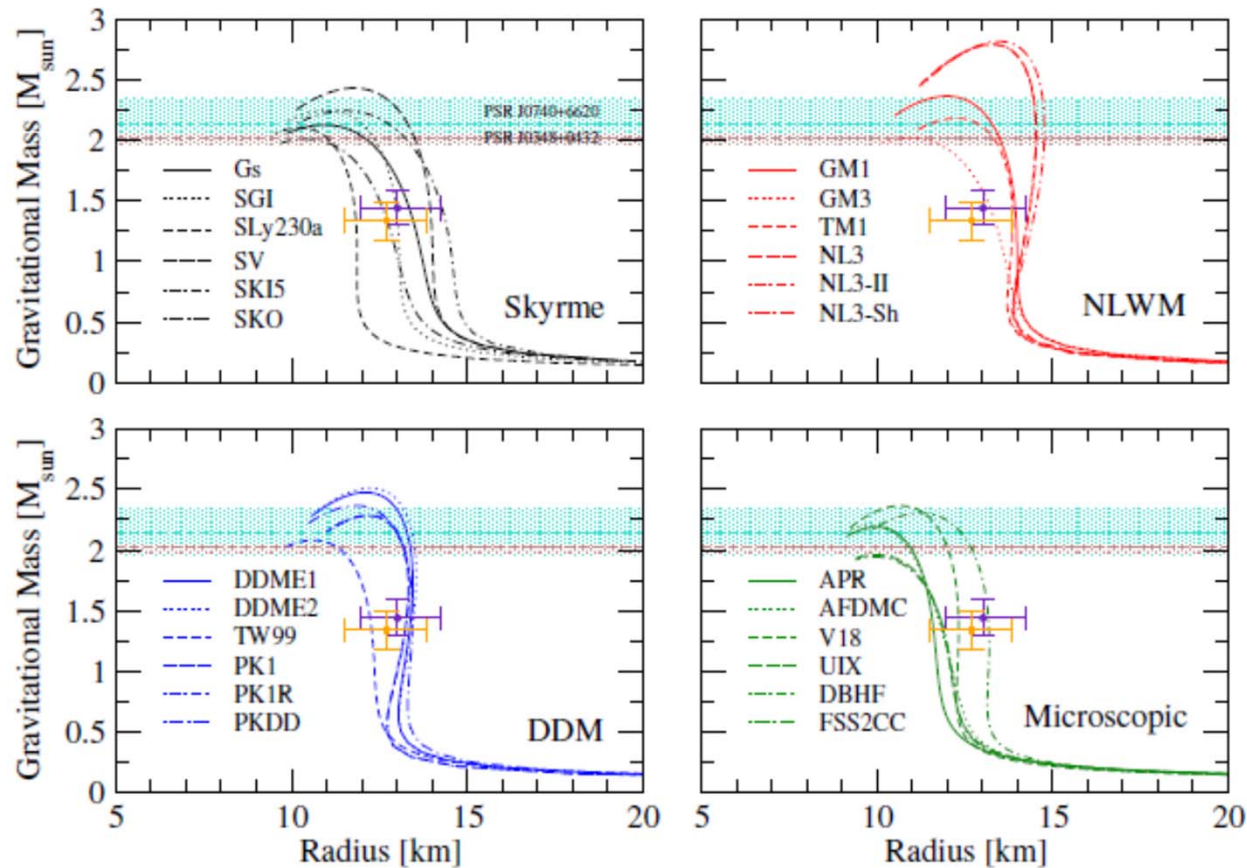 Gravitational Mass [M_sun]
3
2.5
2
1.5
1
0.5
0
PSR J0740+6620
PSR J0348+0432
Gs
SGI
SLy230a
SV
SKI5
SKO
Skyrme
GM1
GM3
TM1
NL3
NL3-II
NL3-Sh
NLWM
Gravitational Mass [M_sun]
3
2.5
2
1.5
1
0.5
0
DDME1
DDME2
TW99
PK1
PK1R
PKDD
DDM
5
10
15
20
Radius [km]
APR
AFDMC
V18
UIX
DBHF
FSS2CC
Microscopic
5
10
15
20
Radius [km]